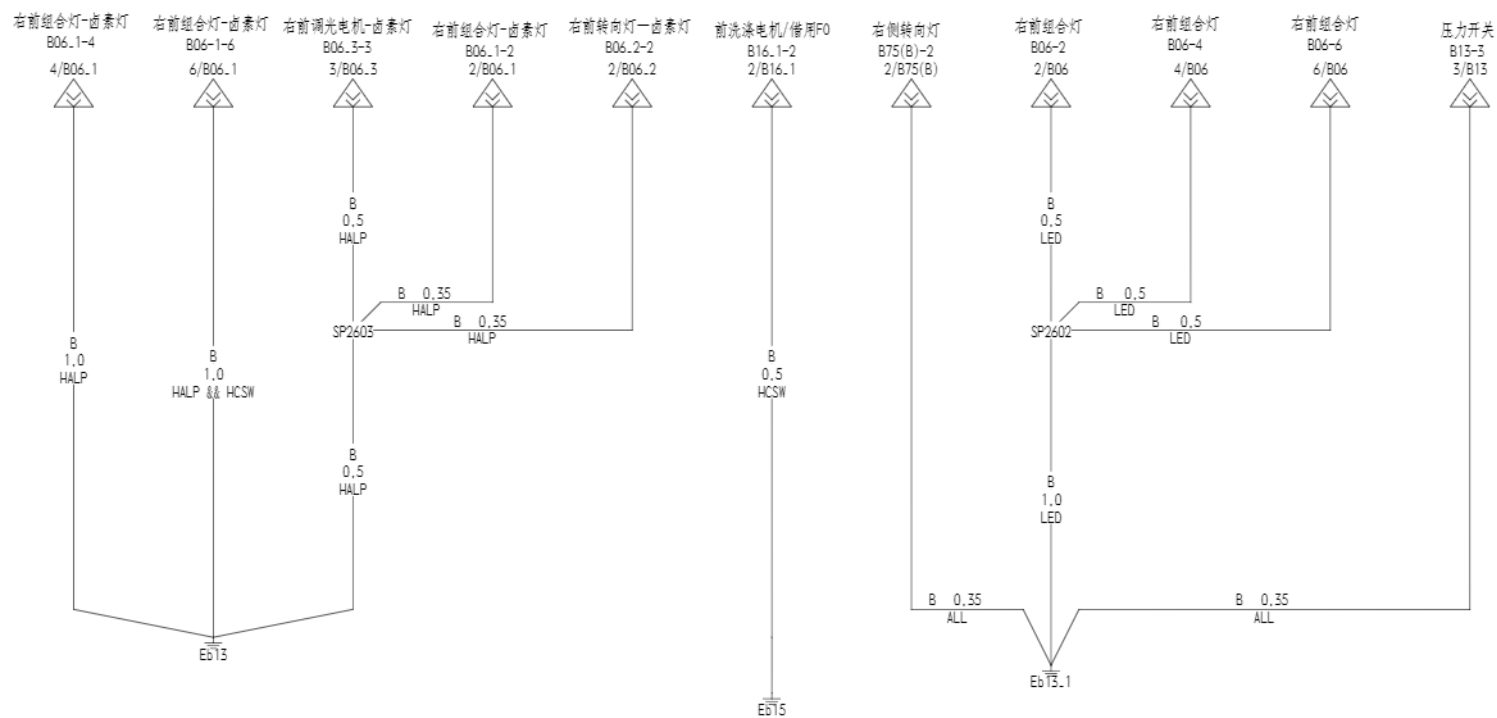 右前组合灯-卤素灯
B06_1-4
4/B06_1
右前组合灯-卤素灯
B06-1-6
6/B06_1
右前调光电机-卤素灯
B06_3-3
3/B06_3
右前组合灯-卤素灯
B06_1-2
2/B06_1
右前转向灯一卤素灯
B06_2-2
2/B06_2
前洗涤电机/借用F0
B16_1-2
2/B16_1
右侧转向灯
B75(B)-2
2/B75(B)
右前组合灯
B06-2
2/B06
右前组合灯
B06-4
4/B06
右前组合灯
B06-6
6/B06
压力开关
B13-3
3/B13
B
1,0
HALP
B
1,0
HALP && HCSW
B
0,5
HALP
B 0,35
HALP
B 0,35
HALP
SP2603
B
0,5
HALP
Eb13
B
0,5
HCSW
Eb15
B
0,5
LED
B 0,5
LED
B 0,5
LED
SP2602
B
1,0
LED
B 0,35
ALL
B 0,35
ALL
Eb13_1